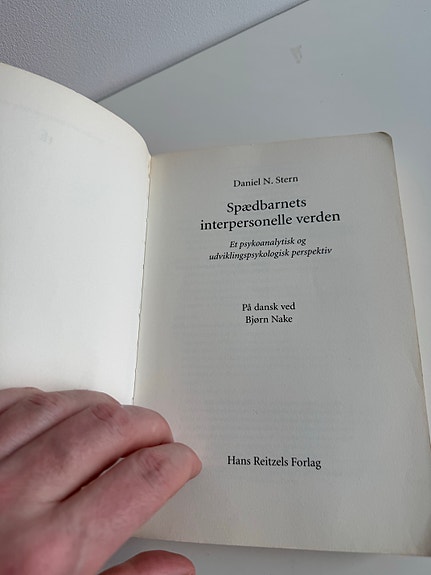 Daniel N. Stern
Spædbarnets
interpersonelle verden
Et psykoanalytisk og
udviklingspsykologisk perspektiv
På dansk ved
Bjørn Nake
Hans Reitzels Forlag